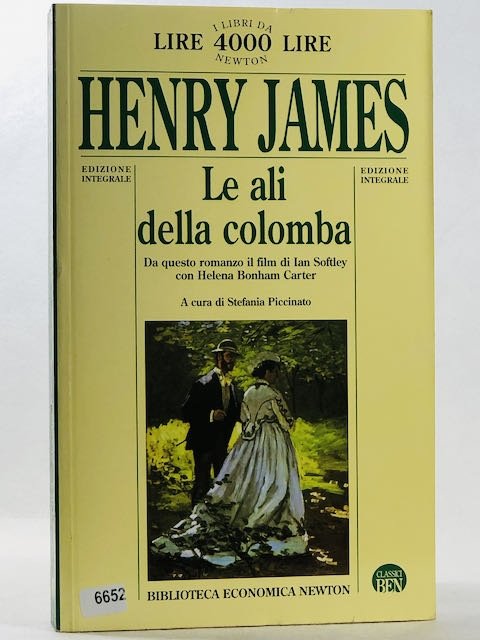 I LIBRI DA
LIRE 4000 LIRE
NEWTON
HENRY JAMES
EDIZIONE
INTEGRALE
EDIZIONE
INTEGRALE
Le ali
della colomba
Da questo romanzo il film di Ian Softley
con Helena Bonham Carter
A cura di Stefania Piccinato
6652
BIBLIOTECA ECONOMICA NEWTON
CLASSICI
BEN